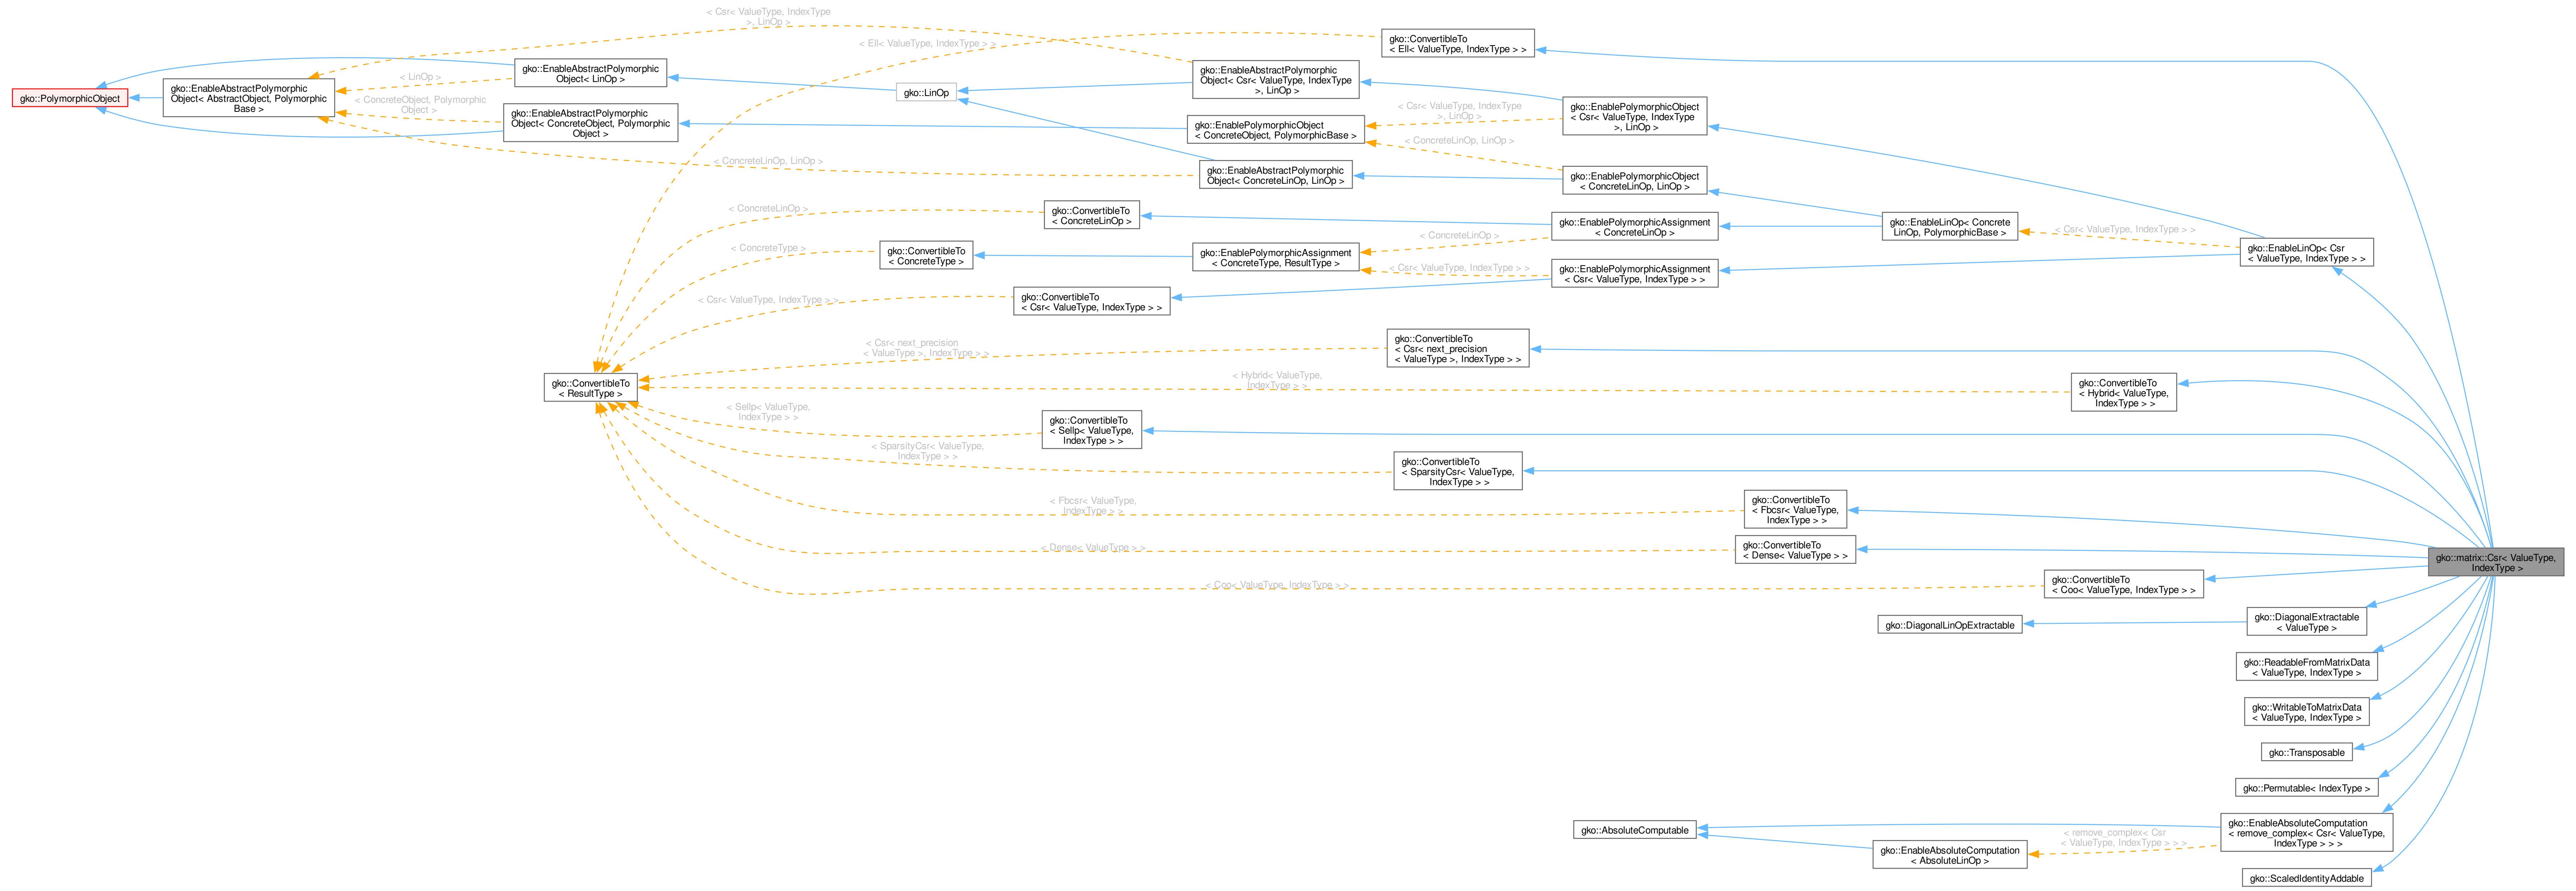 < Csr< ValueType, IndexType
>, LinOp >
< Ell< ValueType, IndexType > >
gko::ConvertibleTo
< Ell< ValueType, IndexType > >
gko::PolymorphicObject
gko::EnableAbstractPolymorphic
Object< AbstractObject, Polymorphic
Base >
< LinOp >
< ConcreteObject, Polymorphic
Object >
gko::EnableAbstractPolymorphic
Object< LinOp >
gko::EnableAbstractPolymorphic
Object< ConcreteObject, Polymorphic
Object >
gko::LinOp
gko::EnableAbstractPolymorphic
Object< Csr< ValueType, IndexType
>, LinOp >
gko::EnablePolymorphicObject
< ConcreteObject, PolymorphicBase >
< Csr< ValueType, IndexType
>, LinOp >
< ConcreteLinOp, LinOp >
gko::EnablePolymorphicObject
< Csr< ValueType, IndexType
>, LinOp >
< ConcreteLinOp, LinOp >
gko::EnableAbstractPolymorphic
Object< ConcreteLinOp, LinOp >
gko::EnablePolymorphicObject
< ConcreteLinOp, LinOp >
< ConcreteLinOp >
gko::ConvertibleTo
< ConcreteLinOp >
gko::EnablePolymorphicAssignment
< ConcreteLinOp >
gko::EnableLinOp< Concrete
LinOp, PolymorphicBase >
< Csr< ValueType, IndexType > >
gko::EnableLinOp< Csr
< ValueType, IndexType > >
< ConcreteType >
gko::ConvertibleTo
< ConcreteType >
gko::EnablePolymorphicAssignment
< ConcreteType, ResultType >
< ConcreteLinOp >
< Csr< ValueType, IndexType > >
gko::EnablePolymorphicAssignment
< Csr< ValueType, IndexType > >
< Csr< ValueType, IndexType > >
gko::ConvertibleTo
< Csr< ValueType, IndexType > >
< Csr< next_precision
< ValueType >, IndexType > >
gko::ConvertibleTo
< Csr< next_precision
< ValueType >, IndexType > >
gko::ConvertibleTo
< ResultType >
< Hybrid< ValueType,
IndexType > >
gko::ConvertibleTo
< Hybrid< ValueType,
IndexType > >
< Sellp< ValueType,
IndexType > >
gko::ConvertibleTo
< Sellp< ValueType,
IndexType > >
< SparsityCsr< ValueType,
IndexType > >
gko::ConvertibleTo
< SparsityCsr< ValueType,
IndexType > >
< Fbcsr< ValueType,
IndexType > >
gko::ConvertibleTo
< Fbcsr< ValueType,
IndexType > >
< Dense< ValueType > >
gko::ConvertibleTo
< Dense< ValueType > >
gko::matrix::Csr< ValueType,
IndexType >
< Coo< ValueType, IndexType > >
gko::ConvertibleTo
< Coo< ValueType, IndexType > >
gko::DiagonalLinOpExtractable
gko::DiagonalExtractable
< ValueType >
gko::ReadableFromMatrixData
< ValueType, IndexType >
gko::WritableToMatrixData
< ValueType, IndexType >
gko::Transposable
gko::Permutable< IndexType >
gko::AbsoluteComputable
gko::EnableAbsoluteComputation
< AbsoluteLinOp >
< remove_complex< Csr
< ValueType, IndexType > > >
gko::EnableAbsoluteComputation
< remove_complex< Csr< ValueType,
IndexType > > >
gko::ScaledIdentityAddable